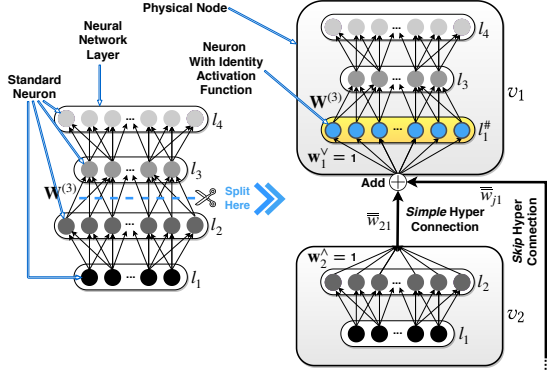 Neural
Network
Layer
Standard
Neuron
...
l₄
...
l₃
W⁽³⁾
Split
Here
...
l₂
...
l₁
Physical Node
Neuron
With Identity
Activation
Function
...
l₄
...
l₃
v₁
W⁽³⁾
...
l₁^#
w₁^∨ = 1
Add
w̿_{j1}
w̿₂₁
Simple Hyper
Connection
Skip Hyper
Connection
w₂^∧ = 1
...
l₂
v₂
...
l₁